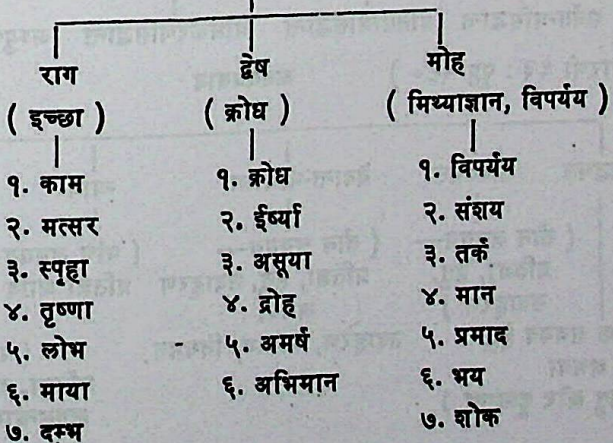 राग
( इच्छा )
१. काम
२. मत्सर
३. स्पृहा
४. तृष्णा
५. लोभ
६. माया
७. दम्भ
द्वेष
( क्रोध )
१. क्रोध
२. ईर्ष्या
३. असूया
४. द्रोह
५. अमर्ष
६. अभिमान
मोह
( मिथ्याज्ञान, विपर्यय )
१. विपर्यय
२. संशय
३. तर्क
४. मान
५. प्रमाद
६. भय
७. शोक